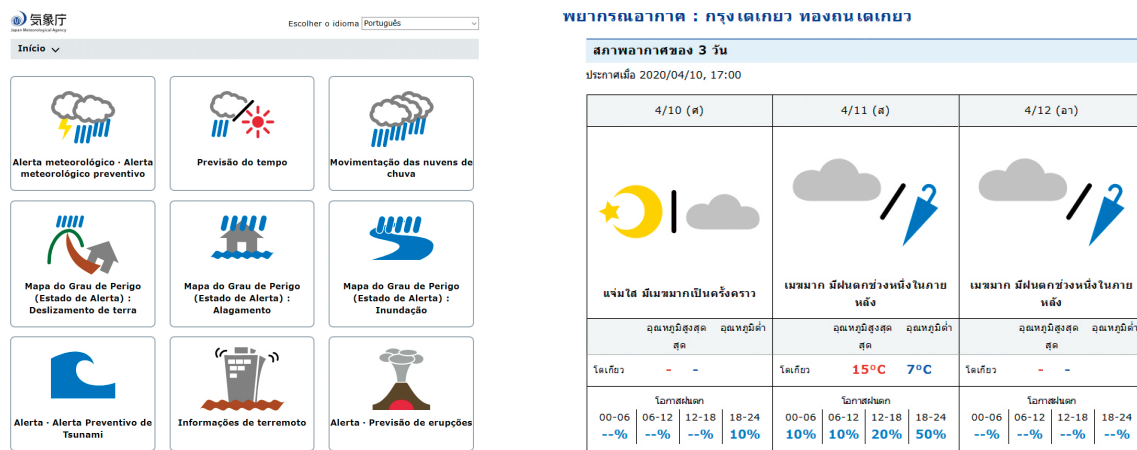 気象庁
Japan Meteorological Agency
Escolher o idioma Português
Início
Alerta meteorológico · Alerta
meteorológico preventivo
Previsão do tempo
Movimentação das nuvens de
chuva
Mapa do Grau de Perigo
(Estado de Alerta) :
Deslizamento de terra
Mapa do Grau de Perigo
(Estado de Alerta) :
Alagamento
Mapa do Grau de Perigo
(Estado de Alerta) :
Inundação
Alerta · Alerta Preventivo de
Tsunami
Informações de terremoto
Alerta · Previsão de erupções
พยากรณ์อากาศ : กรุงโตเกียว ท้องถิ่นโตเกียว
สภาพอากาศของ 3 วัน
ประกาศเมื่อ 2020/04/10, 17:00
4/10 (ศ) 4/11 (ส) 4/12 (อา)
แจ่มใส มีเมฆมากเป็นครั้งคราว
เมฆมาก มีฝนตกช่วงหนึ่งในภาย
หลัง
เมฆมาก มีฝนตกช่วงหนึ่งในภาย
หลัง
อุณหภูมิสูงสุด อุณหภูมิต่ำ
สุด
อุณหภูมิสูงสุด อุณหภูมิต่ำ
สุด
อุณหภูมิสูงสุด อุณหภูมิต่ำ
สุด
โตเกียว - - โตเกียว 15°C 7°C โตเกียว - -
โอกาสฝนตก โอกาสฝนตก โอกาสฝนตก
00-06 06-12 12-18 18-24 00-06 06-12 12-18 18-24 00-06 06-12 12-18 18-24
--% --% --% 10% 10% 10% 20% 50% --% --% --% --%